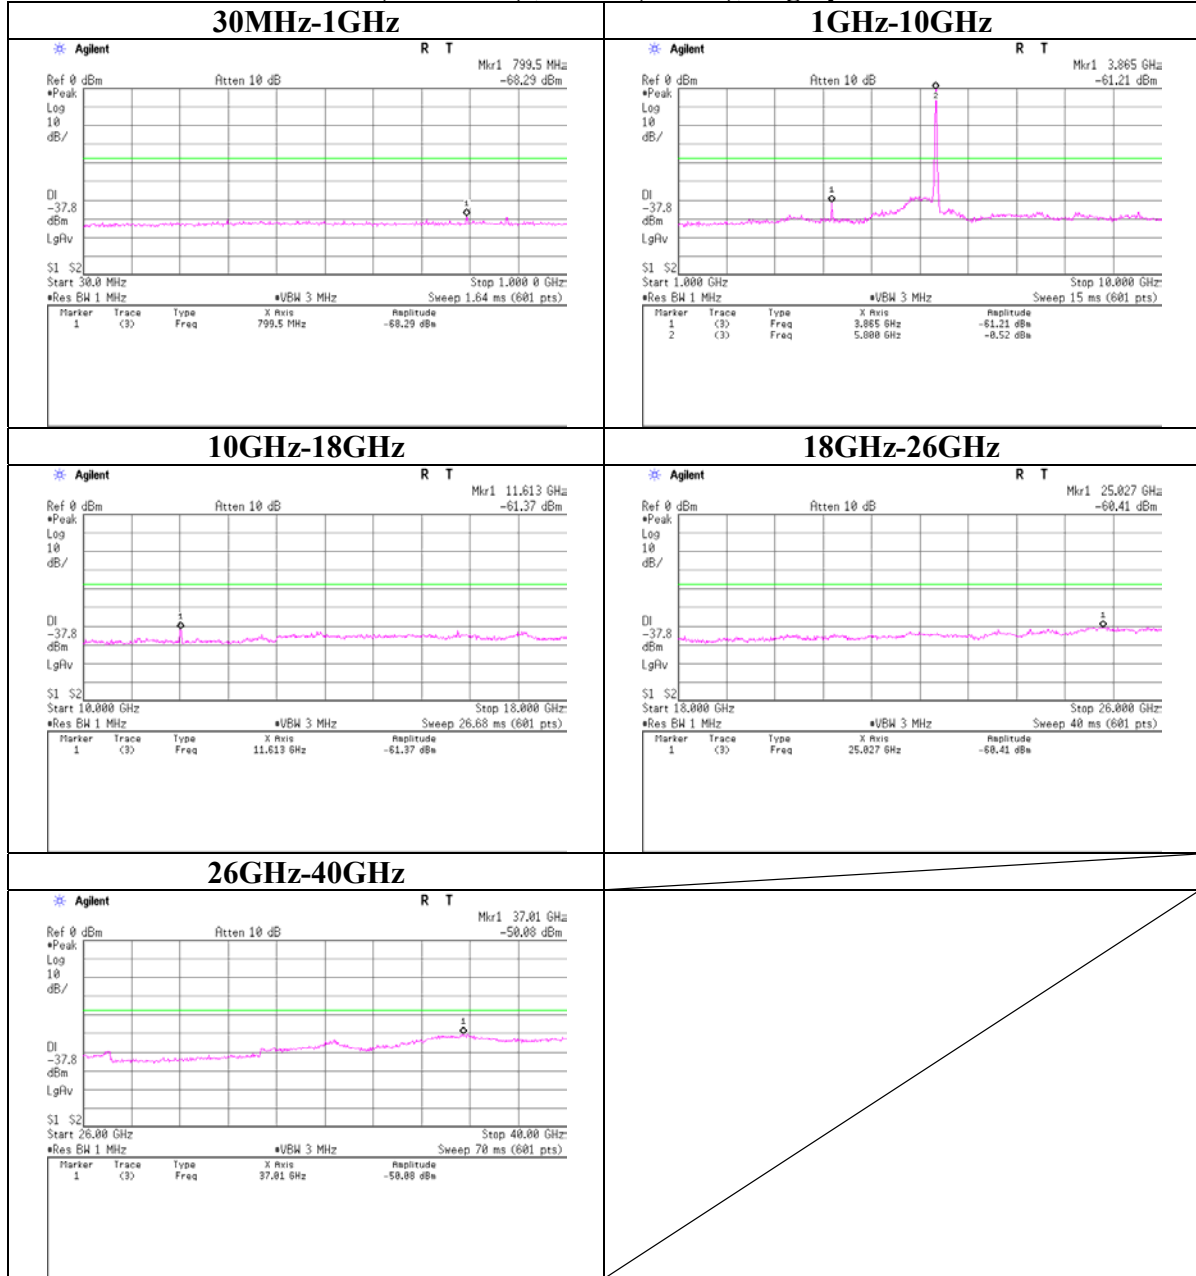 30MHz-1GHz
Agilent R T
Mkr1 799.5 MHz
Ref 0 dBm Atten 10 dB -68.29 dBm
#Peak
Log
10
dB/
DI
-37.8
dBm
LgAv
S1 S2
Start 30.0 MHz Stop 1.000 0 GHz
#Res BW 1 MHz #VBW 3 MHz Sweep 1.64 ms (601 pts)
Marker Trace Type X Axis Amplitude
1 (3) Freq 799.5 MHz -68.29 dBm
1
1GHz-10GHz
Agilent R T
Mkr1 3.865 GHz
Ref 0 dBm Atten 10 dB -61.21 dBm
#Peak
Log
10
dB/
2
1
DI
-37.8
dBm
LgAv
S1 S2
Start 1.000 GHz Stop 10.000 GHz
#Res BW 1 MHz #VBW 3 MHz Sweep 15 ms (601 pts)
Marker Trace Type X Axis Amplitude
1 (3) Freq 3.865 GHz -61.21 dBm
2 (3) Freq 5.800 GHz -0.52 dBm
10GHz-18GHz
Agilent R T
Mkr1 11.613 GHz
Ref 0 dBm Atten 10 dB -61.37 dBm
#Peak
Log
10
dB/
1
DI
-37.8
dBm
LgAv
S1 S2
Start 10.000 GHz Stop 18.000 GHz
#Res BW 1 MHz #VBW 3 MHz Sweep 26.68 ms (601 pts)
Marker Trace Type X Axis Amplitude
1 (3) Freq 11.613 GHz -61.37 dBm
18GHz-26GHz
Agilent R T
Mkr1 25.027 GHz
Ref 0 dBm Atten 10 dB -60.41 dBm
#Peak
Log
10
dB/
1
DI
-37.8
dBm
LgAv
S1 S2
Start 18.000 GHz Stop 26.000 GHz
#Res BW 1 MHz #VBW 3 MHz Sweep 40 ms (601 pts)
Marker Trace Type X Axis Amplitude
1 (3) Freq 25.027 GHz -60.41 dBm
26GHz-40GHz
Agilent R T
Mkr1 37.01 GHz
Ref 0 dBm Atten 10 dB -50.08 dBm
#Peak
Log
10
dB/
1
DI
-37.8
dBm
LgAv
S1 S2
Start 26.00 GHz Stop 40.00 GHz
#Res BW 1 MHz #VBW 3 MHz Sweep 70 ms (601 pts)
Marker Trace Type X Axis Amplitude
1 (3) Freq 37.01 GHz -50.08 dBm